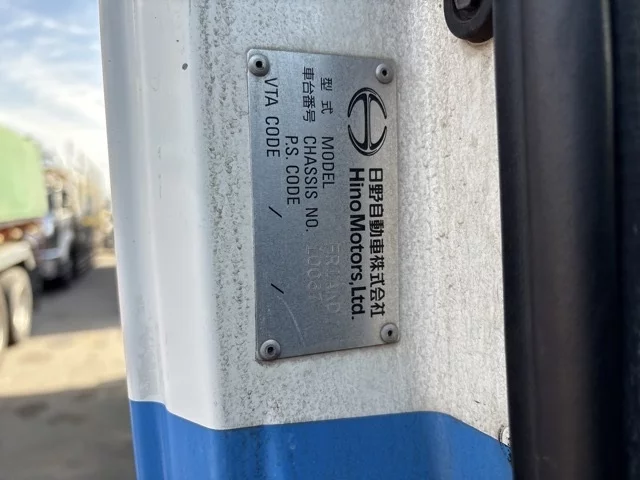 日野自動車株式会社
Hino Motors, Ltd.
型式 MODEL
車台番号 CHASSIS NO.
P.S. CODE /
VTA CODE /